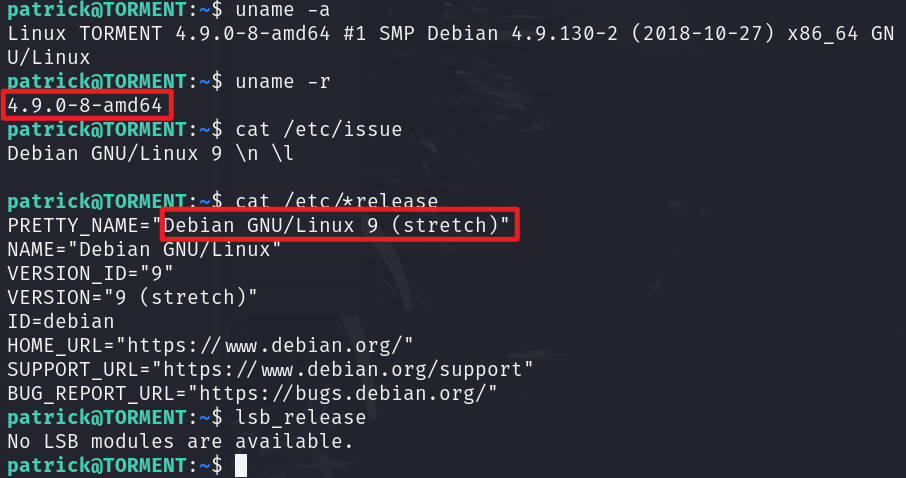 patrick@TORMENT:~$ uname -a
Linux TORMENT 4.9.0-8-amd64 #1 SMP Debian 4.9.130-2 (2018-10-27) x86_64 GN
U/Linux
patrick@TORMENT:~$ uname -r
4.9.0-8-amd64
patrick@TORMENT:~$ cat /etc/issue
Debian GNU/Linux 9 \n \l
patrick@TORMENT:~$ cat /etc/*release
PRETTY_NAME="Debian GNU/Linux 9 (stretch)"
NAME="Debian GNU/Linux"
VERSION_ID="9"
VERSION="9 (stretch)"
ID=debian
HOME_URL="https://www.debian.org/"
SUPPORT_URL="https://www.debian.org/support"
BUG_REPORT_URL="https://bugs.debian.org/"
patrick@TORMENT:~$ lsb_release
No LSB modules are available.
patrick@TORMENT:~$